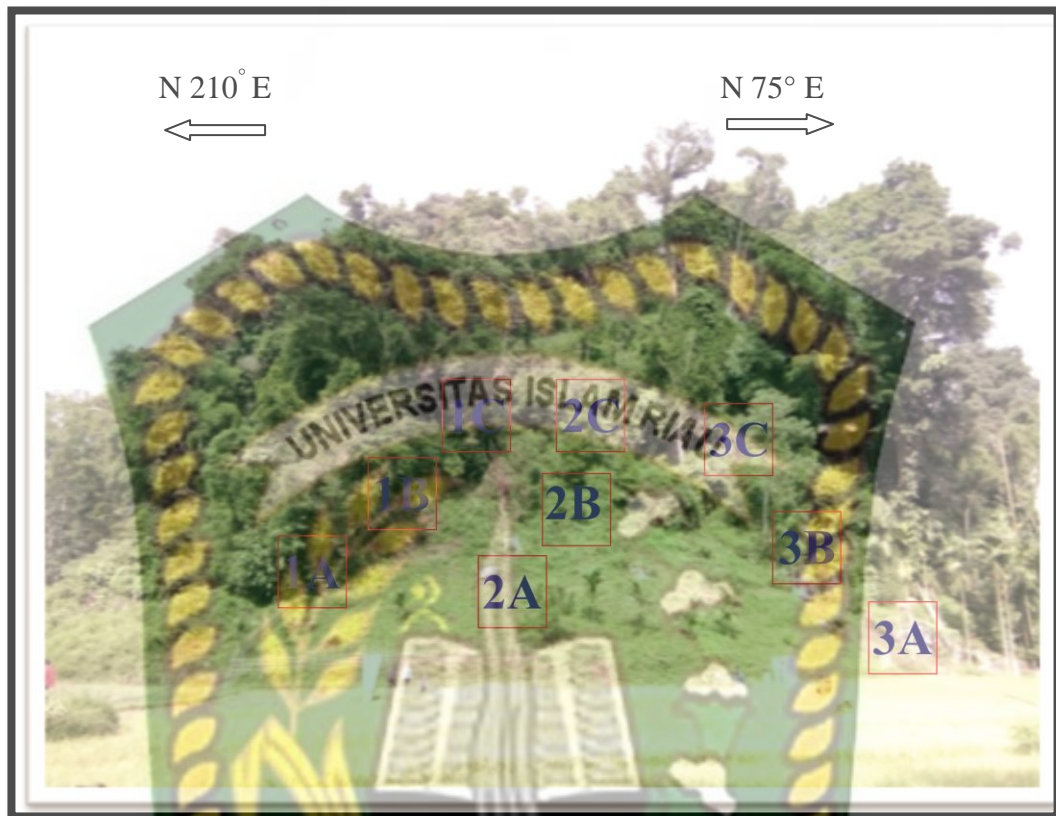 N 210° E
N 75° E
UNIVERSITAS ISLAM RIAU
1C
2C
3C
1B
2B
3B
1A
2A
3A